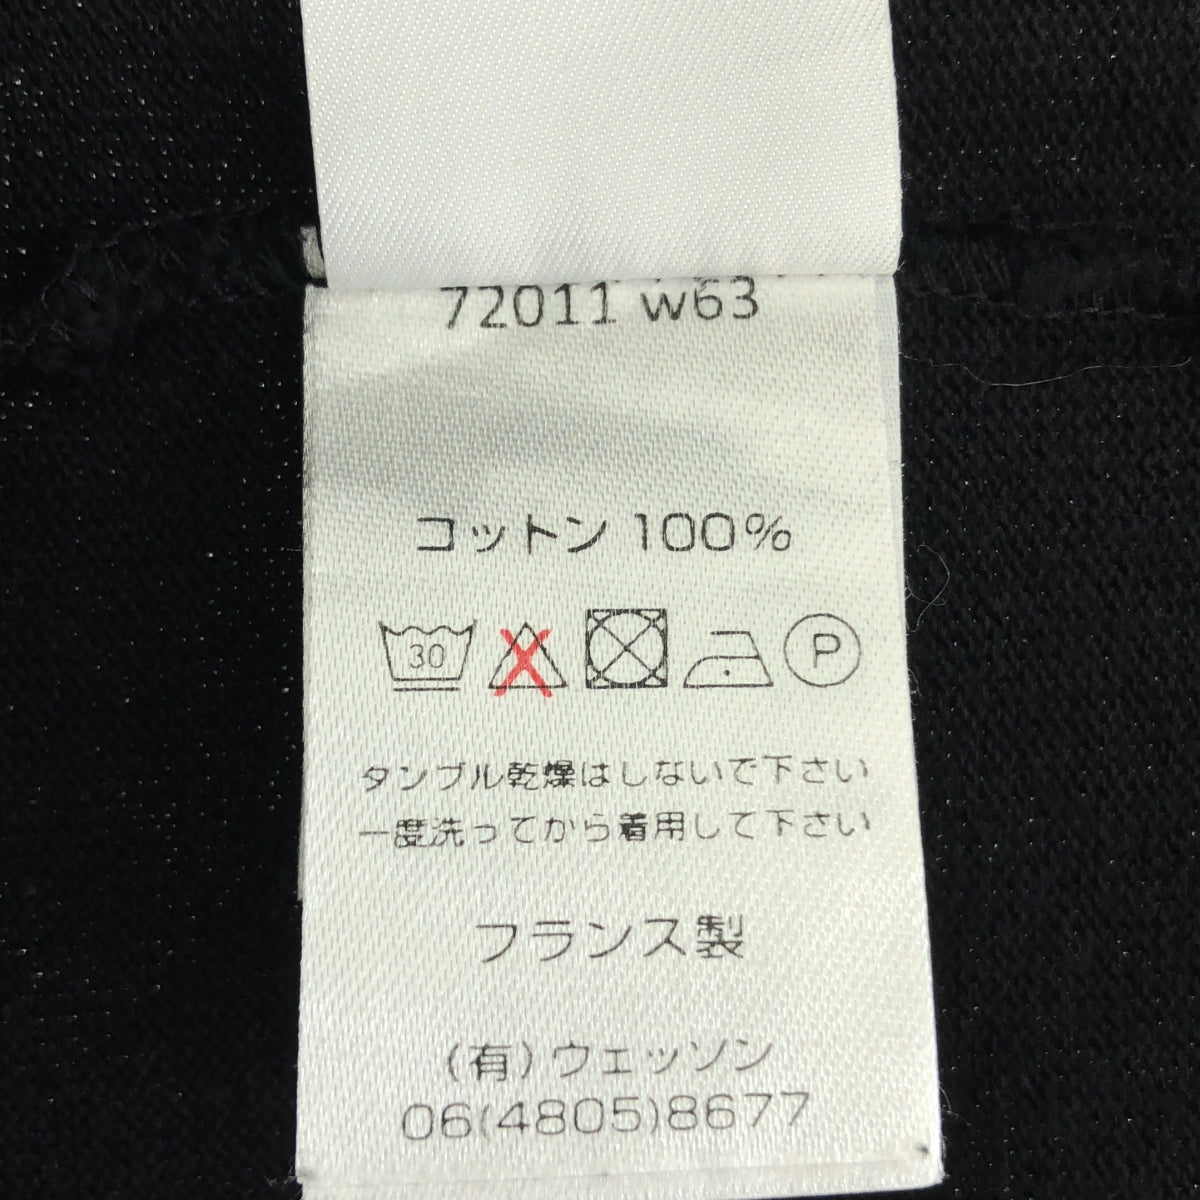 72011 w63
コットン 100%
30 P
タンブル乾燥はしないで下さい
一度洗ってから着用して下さい
フランス製
(有)ウェッソン
06(4805)8677